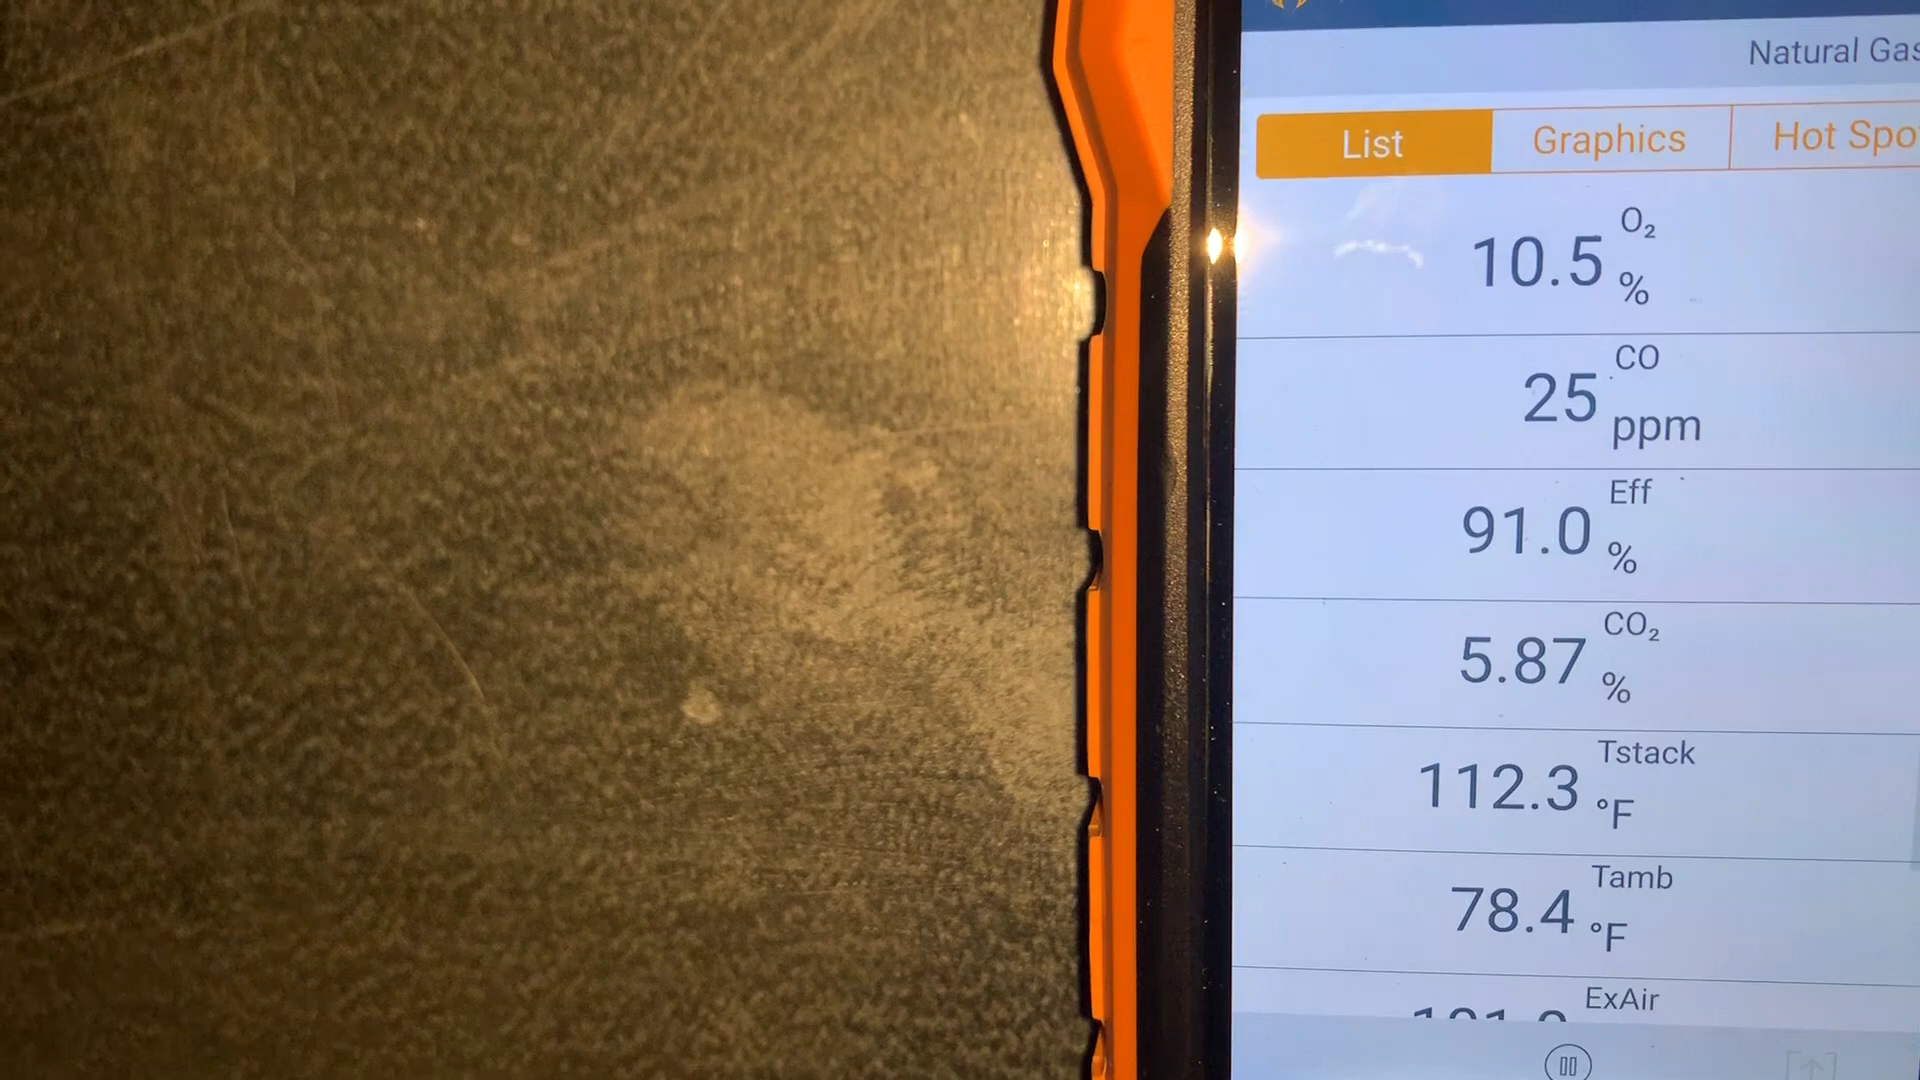 Natural Gas
List Graphics Hot Spo
O₂
10.5 %
CO
25 ppm
Eff
91.0 %
CO₂
5.87 %
Tstack
112.3 °F
Tamb
78.4 °F
ExAir